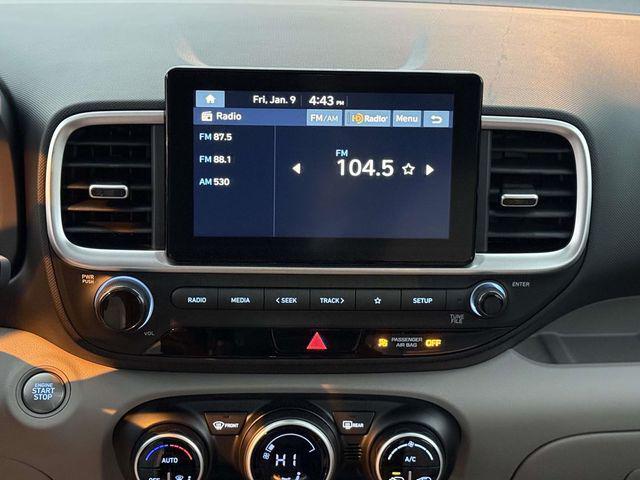 Fri, Jan. 9 4:43 PM
Radio FM/AM HD Radio Menu
FM 87.5
FM 88.1
AM 530
FM
104.5
PWR
PUSH
VOL
RADIO MEDIA < SEEK TRACK > SETUP
ENTER
TUNE
FILE
PASSENGER
AIR BAG OFF
ENGINE
START
STOP
FRONT REAR
AUTO
OFF
HI
A/C